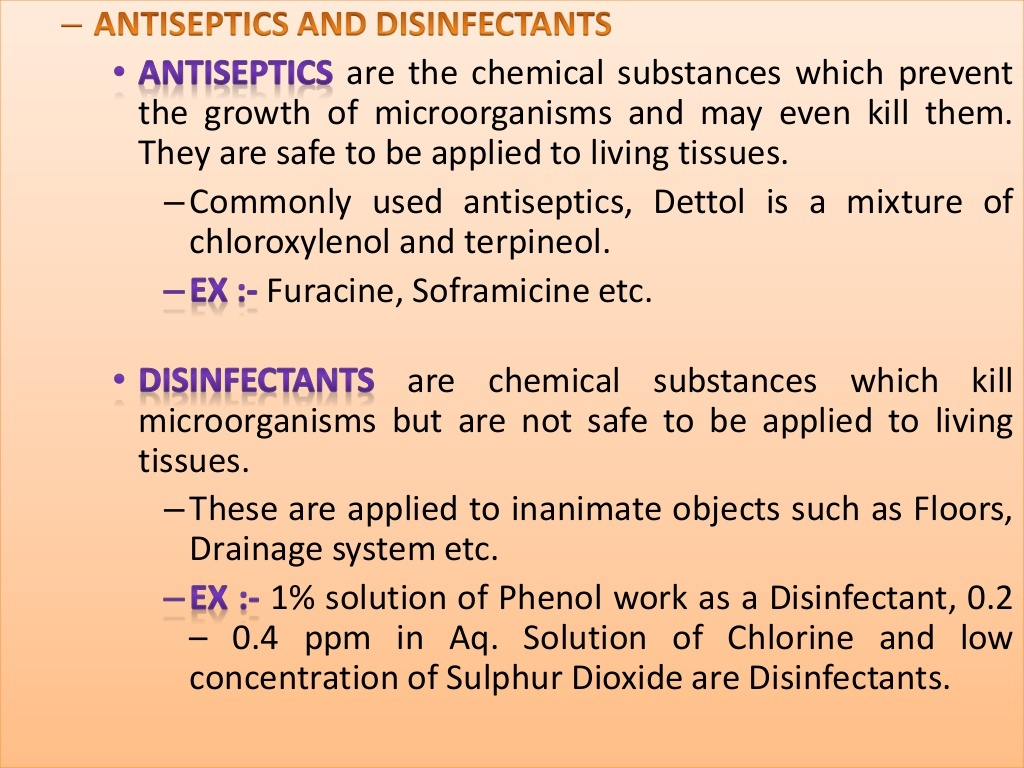 – ANTISEPTICS AND DISINFECTANTS
• ANTISEPTICS are the chemical substances which prevent
the growth of microorganisms and may even kill them.
They are safe to be applied to living tissues.
– Commonly used antiseptics, Dettol is a mixture of
chloroxylenol and terpineol.
– EX :- Furacine, Soframicine etc.
• DISINFECTANTS are chemical substances which kill
microorganisms but are not safe to be applied to living
tissues.
– These are applied to inanimate objects such as Floors,
Drainage system etc.
– EX :- 1% solution of Phenol work as a Disinfectant, 0.2
– 0.4 ppm in Aq. Solution of Chlorine and low
concentration of Sulphur Dioxide are Disinfectants.